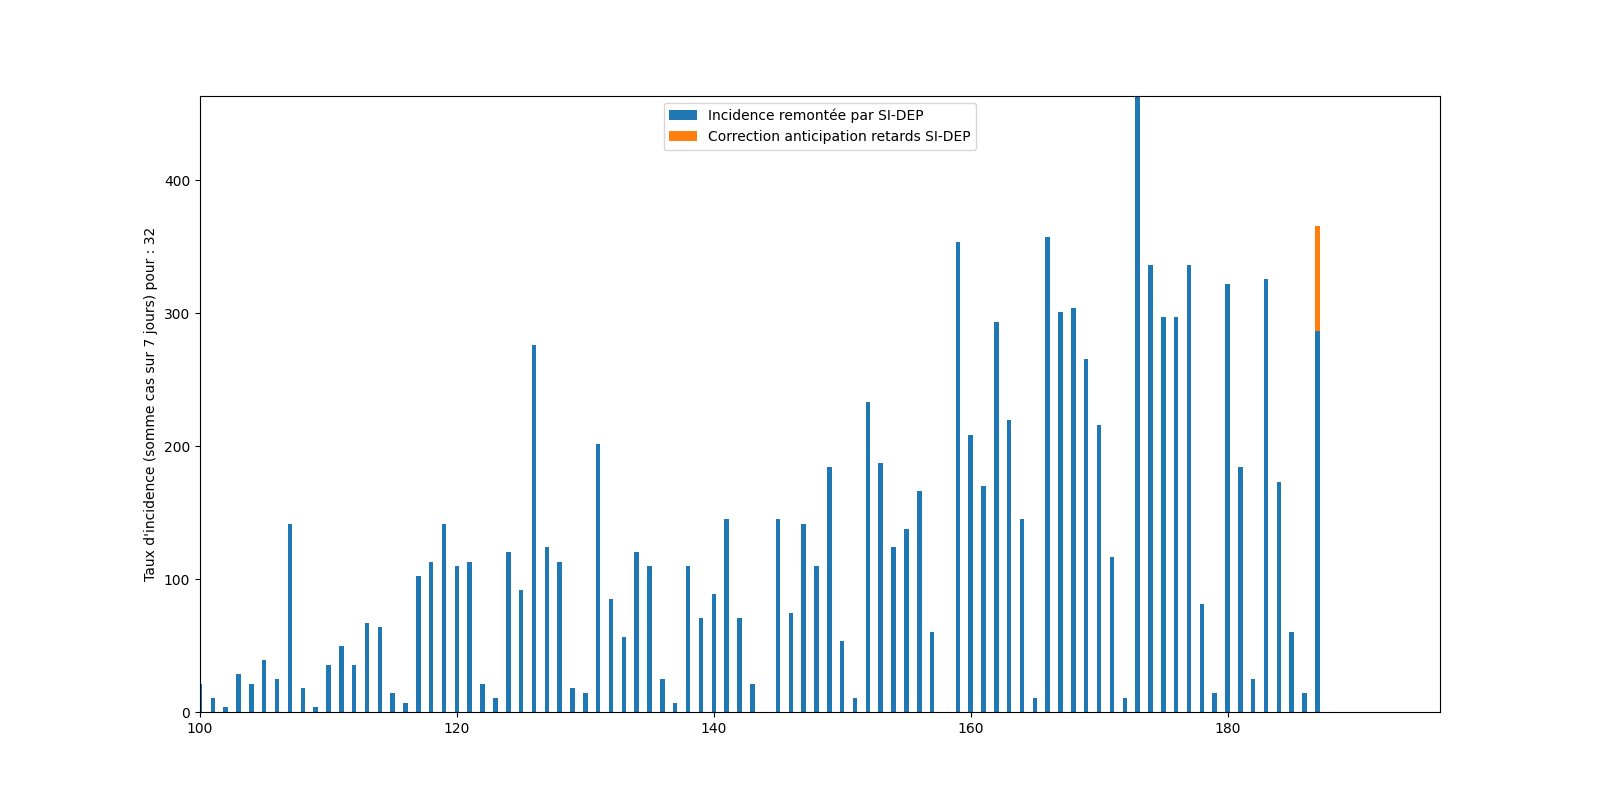 Incidence remontée par SI-DEP
Correction anticipation retards SI-DEP
Taux d'incidence (somme cas sur 7 jours) pour : 32
400
300
200
100
0
100 120 140 160 180